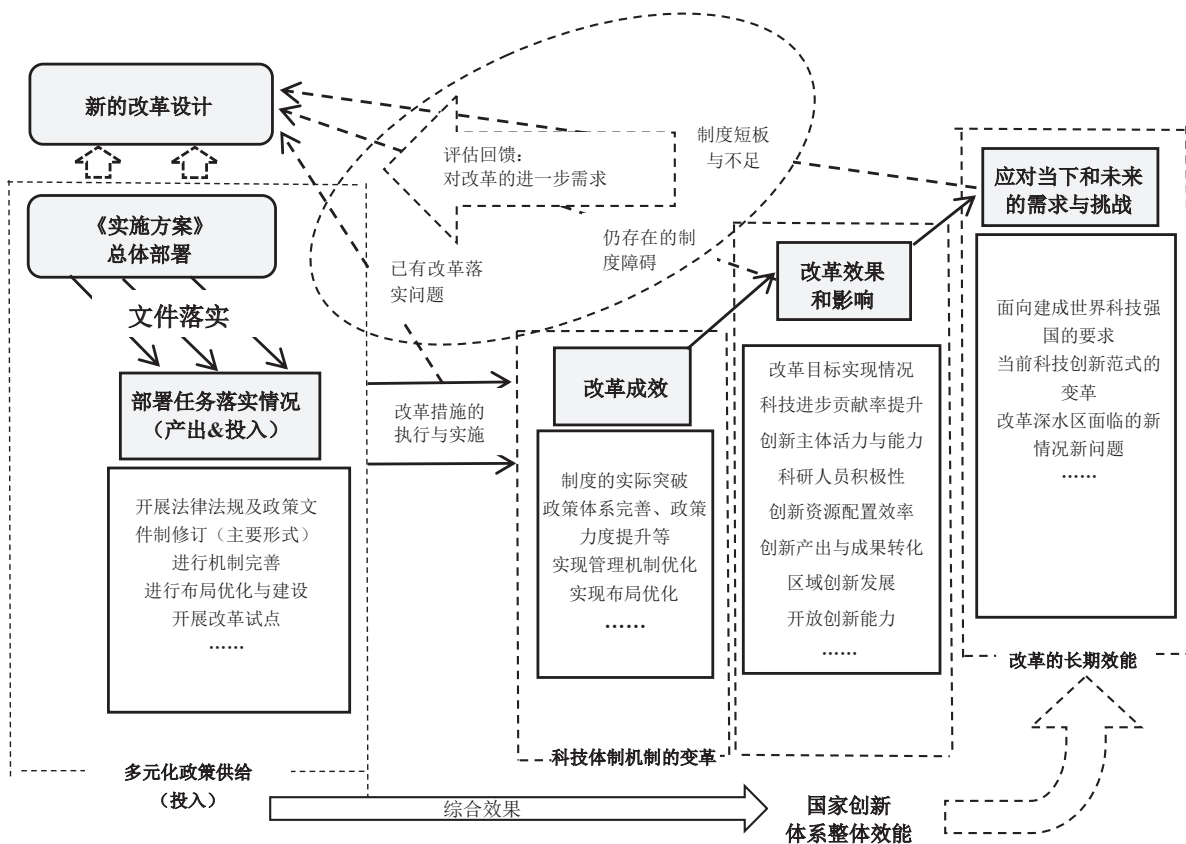 新的改革设计
《实施方案》
总体部署
文件落实
部署任务落实情况
（产出&投入）
开展法律法规及政策文
件制修订（主要形式）
进行机制完善
进行布局优化与建设
开展改革试点
……
多元化政策供给
（投入）
评估回馈：
对改革的进一步需求
已有改革落
实问题
仍存在的制
度障碍
制度短板
与不足
改革措施的
执行与实施
改革成效
制度的实际突破
政策体系完善、政策
力度提升等
实现管理机制优化
实现布局优化
……
科技体制机制的变革
改革效果
和影响
改革目标实现情况
科技进步贡献率提升
创新主体活力与能力
科研人员积极性
创新资源配置效率
创新产出与成果转化
区域创新发展
开放创新能力
……
应对当下和未来
的需求与挑战
面向建成世界科技强
国的要求
当前科技创新范式的
变革
改革深水区面临的新
情况新问题
……
改革的长期效能
综合效果
国家创新
体系整体效能